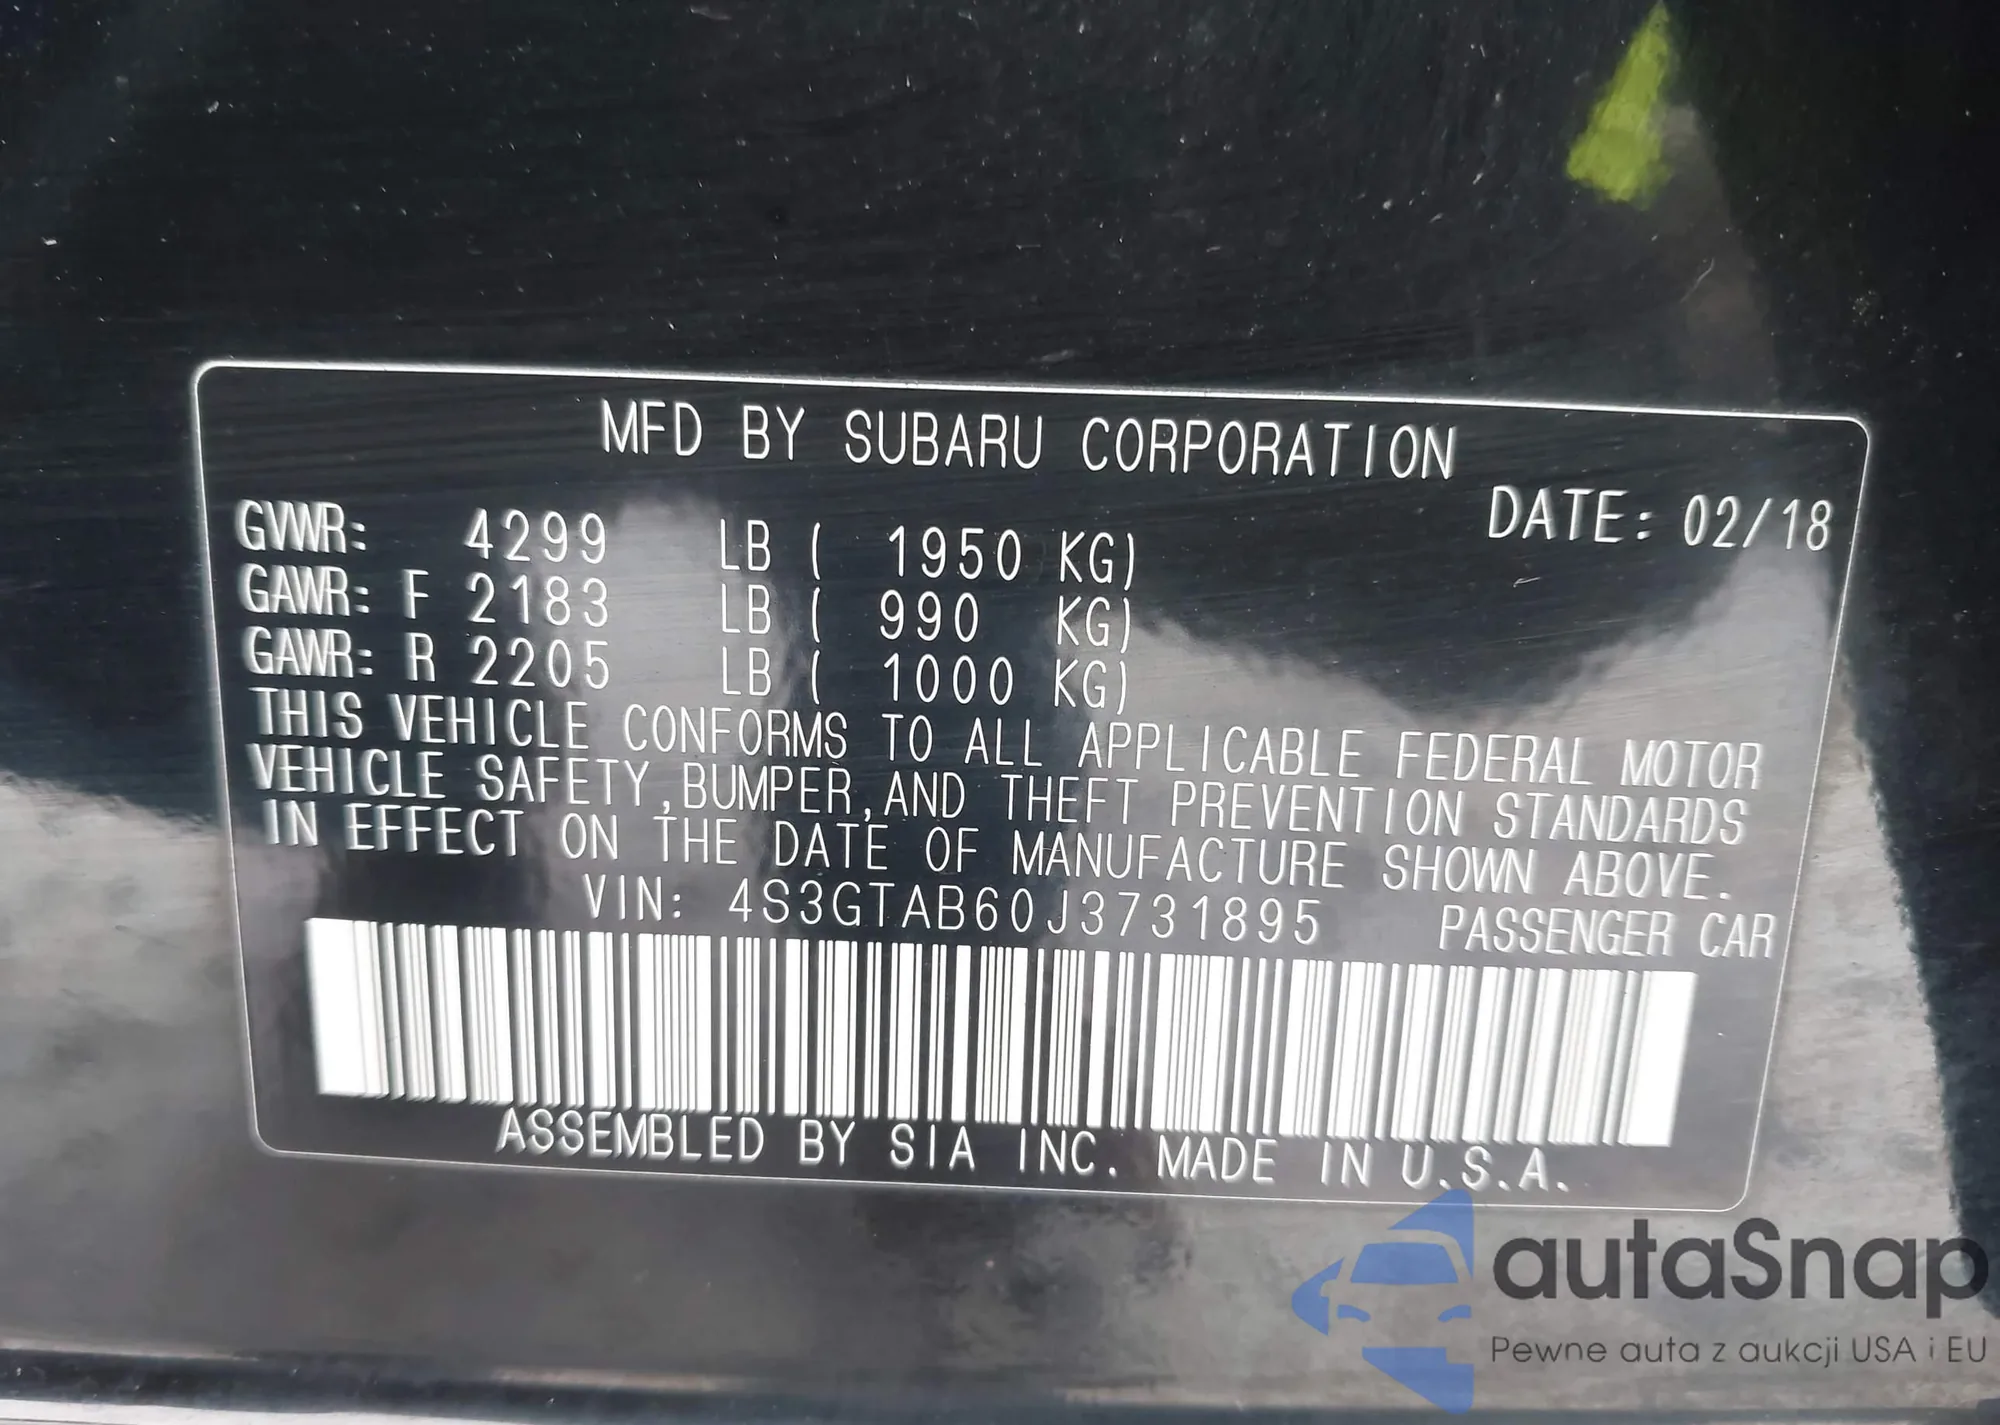 MFD BY SUBARU CORPORATION
DATE: 02/18
GVWR: 4299 LB ( 1950 KG)
GAWR: F 2183 LB ( 990 KG)
GAWR: R 2205 LB ( 1000 KG)
THIS VEHICLE CONFORMS TO ALL APPLICABLE FEDERAL MOTOR
VEHICLE SAFETY,BUMPER,AND THEFT PREVENTION STANDARDS
IN EFFECT ON THE DATE OF MANUFACTURE SHOWN ABOVE.
VIN: 4S3GTAB60J3731895 PASSENGER CAR
ASSEMBLED BY SIA INC. MADE IN U.S.A.
autaSnap
Pewne auta z aukcji USA i EU